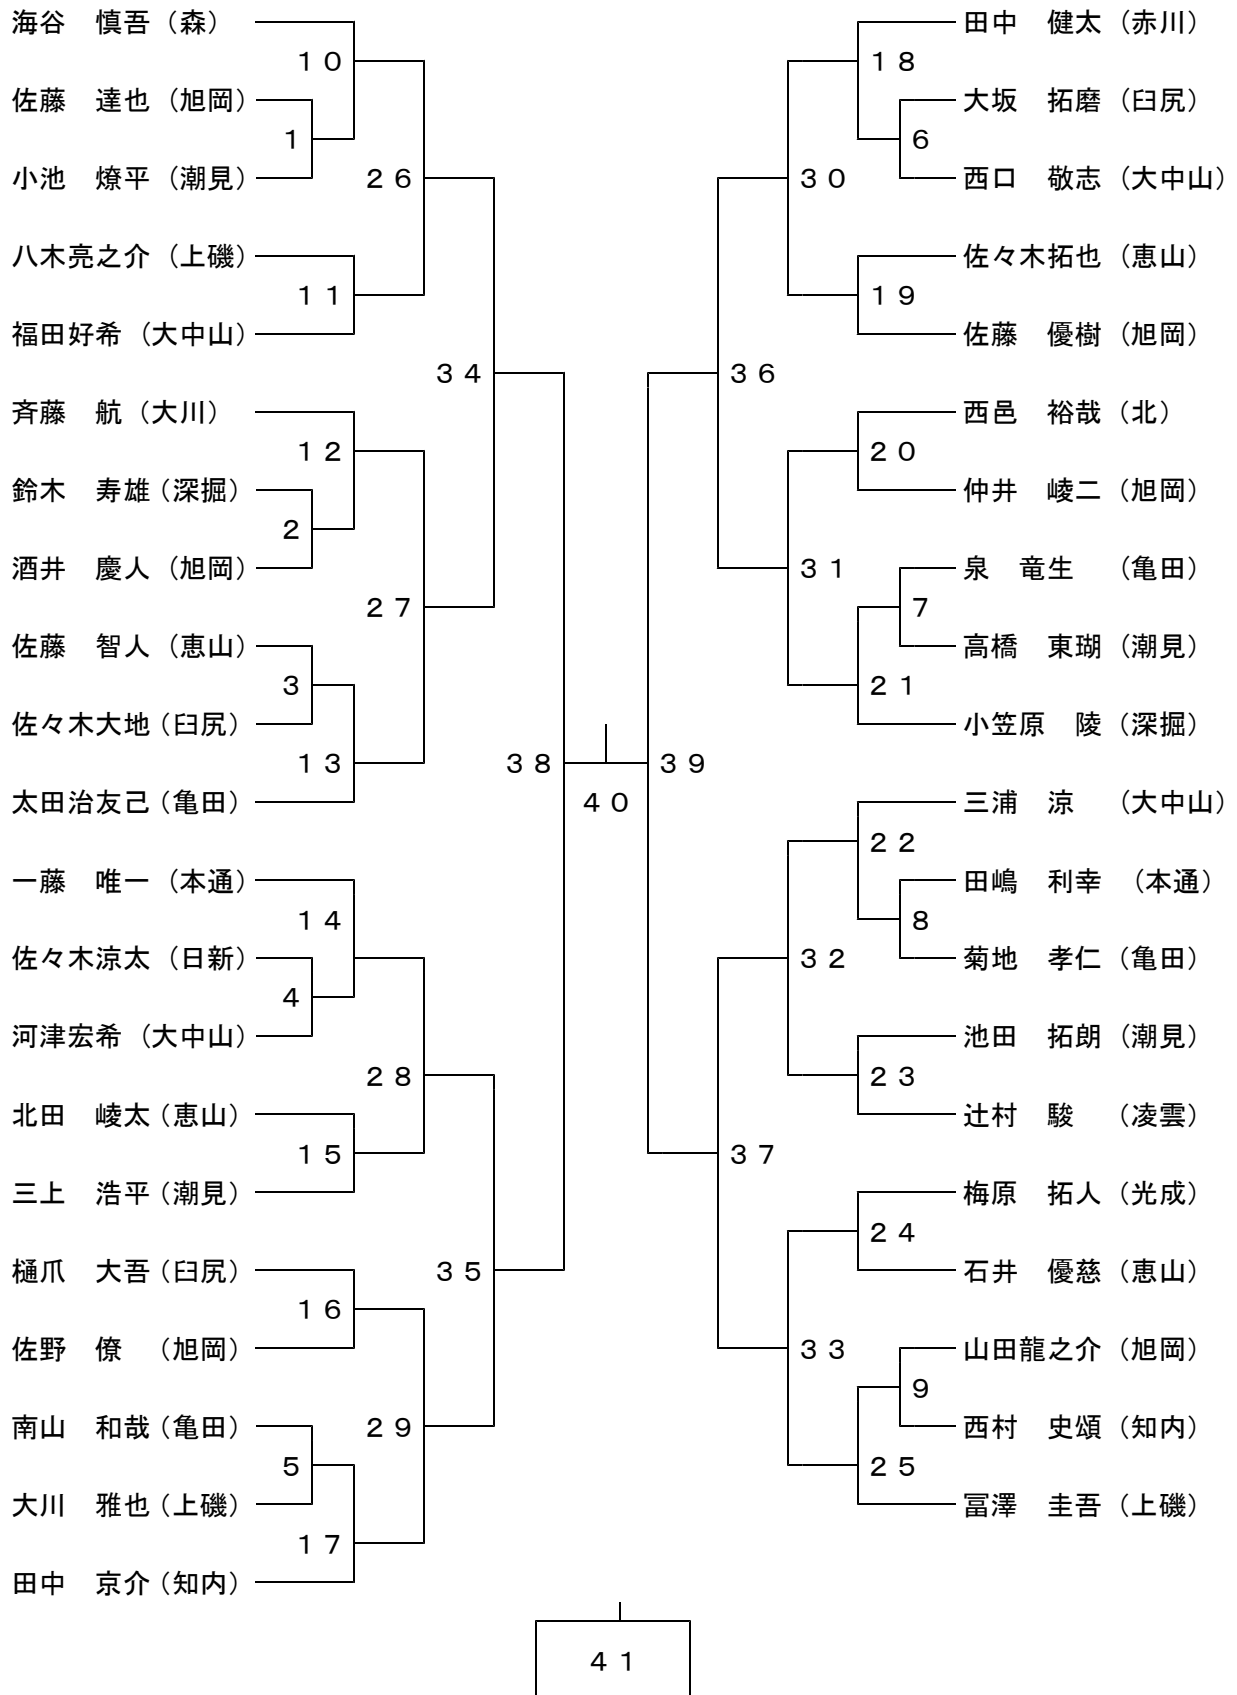 海谷　慎吾（森）
１０
佐藤　達也（旭岡）
１
小池　燎平（潮見）
２６
八木亮之介（上磯）
１１
福田好希（大中山）
３４
斉藤　航（大川）
１２
鈴木　寿雄（深掘）
２
酒井　慶人（旭岡）
２７
佐藤　智人（恵山）
３
佐々木大地（臼尻）
１３
太田治友己（亀田）
３８
４０
一藤　唯一（本通）
１４
佐々木涼太（日新）
４
河津宏希（大中山）
２８
北田　崚太（恵山）
１５
三上　浩平（潮見）
３５
樋爪　大吾（臼尻）
１６
佐野　僚　（旭岡）
２９
南山　和哉（亀田）
５
大川　雅也（上磯）
１７
田中　京介（知内）
田中　健太（赤川）
１８
大坂　拓磨（臼尻）
６
西口　敬志（大中山）
３０
佐々木拓也（恵山）
１９
佐藤　優樹（旭岡）
３６
西邑　裕哉（北）
２０
仲井　崚二（旭岡）
３１
泉　竜生　（亀田）
７
高橋　東瑚（潮見）
２１
小笠原　陵（深掘）
３９
三浦　涼　（大中山）
２２
田嶋　利幸　（本通）
８
菊地　孝仁（亀田）
３２
池田　拓朗（潮見）
２３
辻村　駿　（凌雲）
３７
梅原　拓人（光成）
２４
石井　優慈（恵山）
３３
山田龍之介（旭岡）
９
西村　史頌（知内）
２５
冨澤　圭吾（上磯）
４１